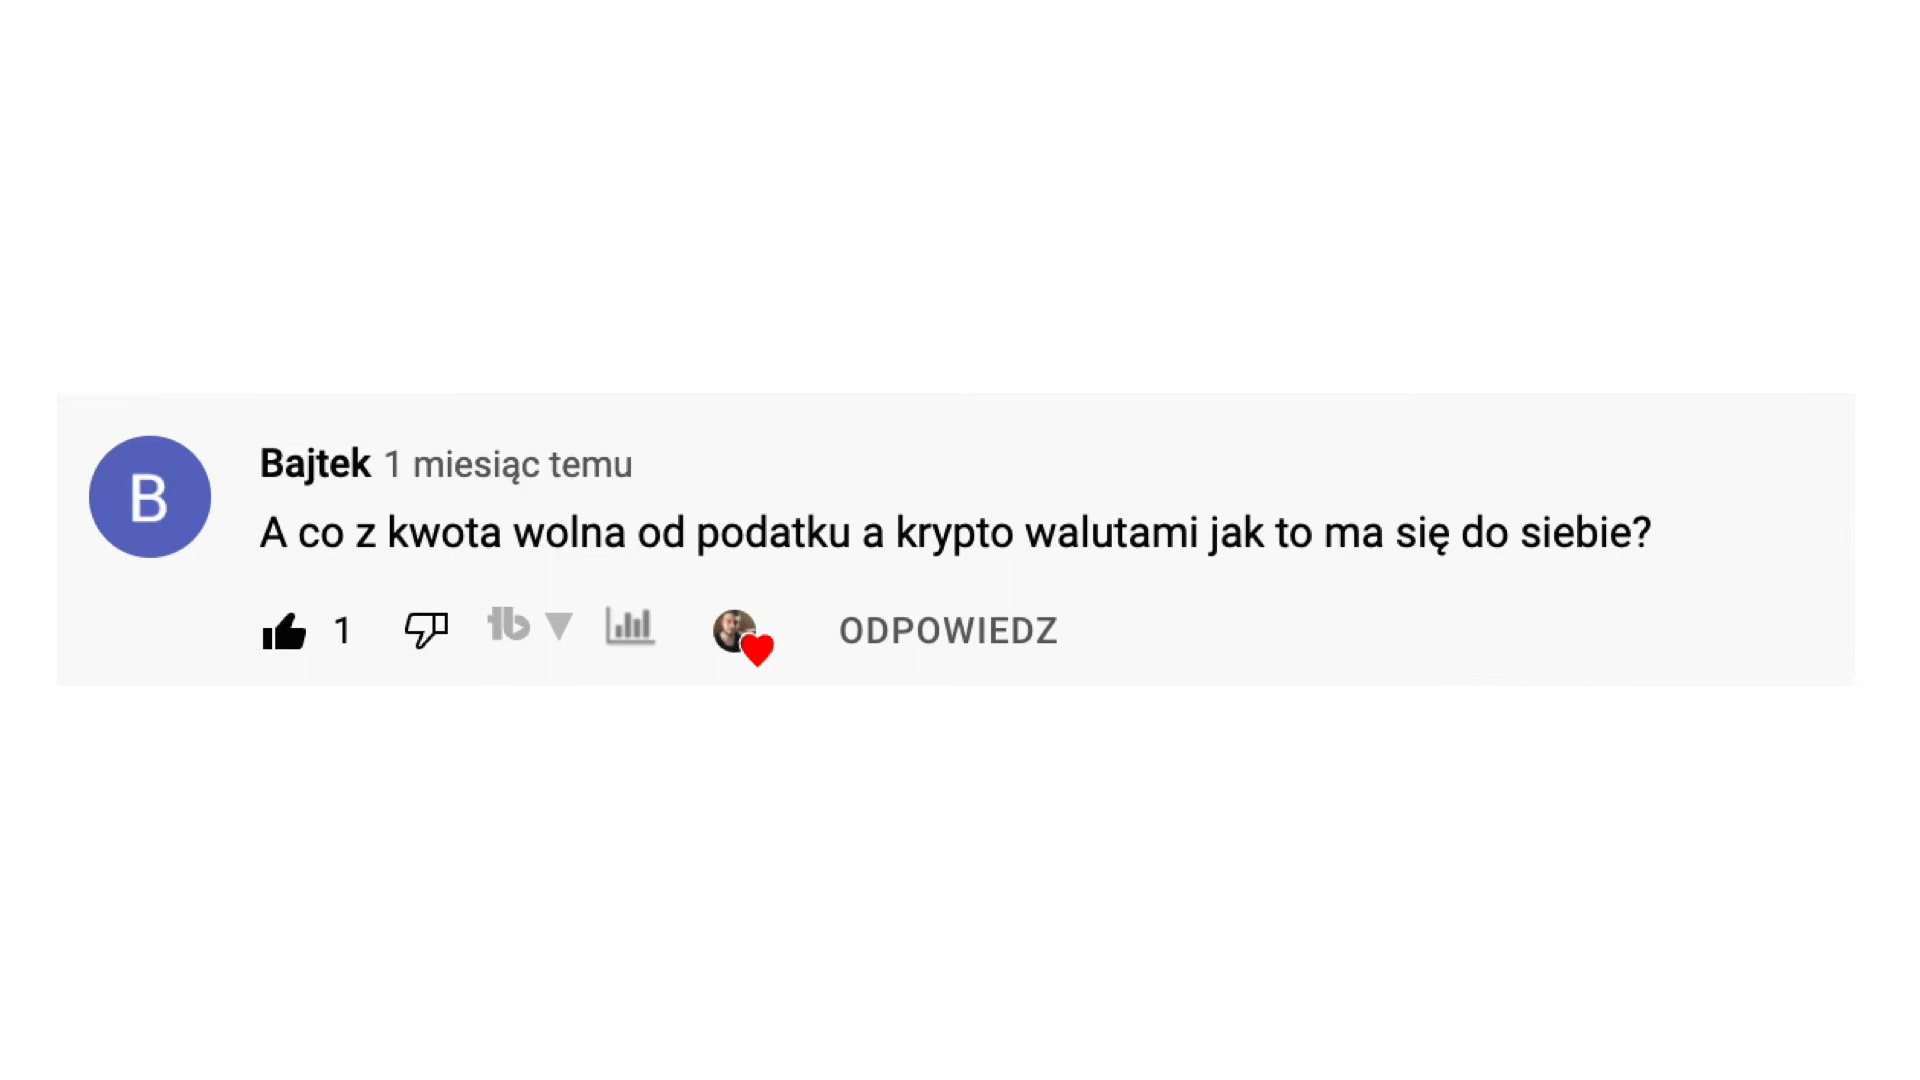 B
Bajtek 1 miesiąc temu
A co z kwota wolna od podatku a krypto walutami jak to ma się do siebie?
1 tb ODPOWIEDZ